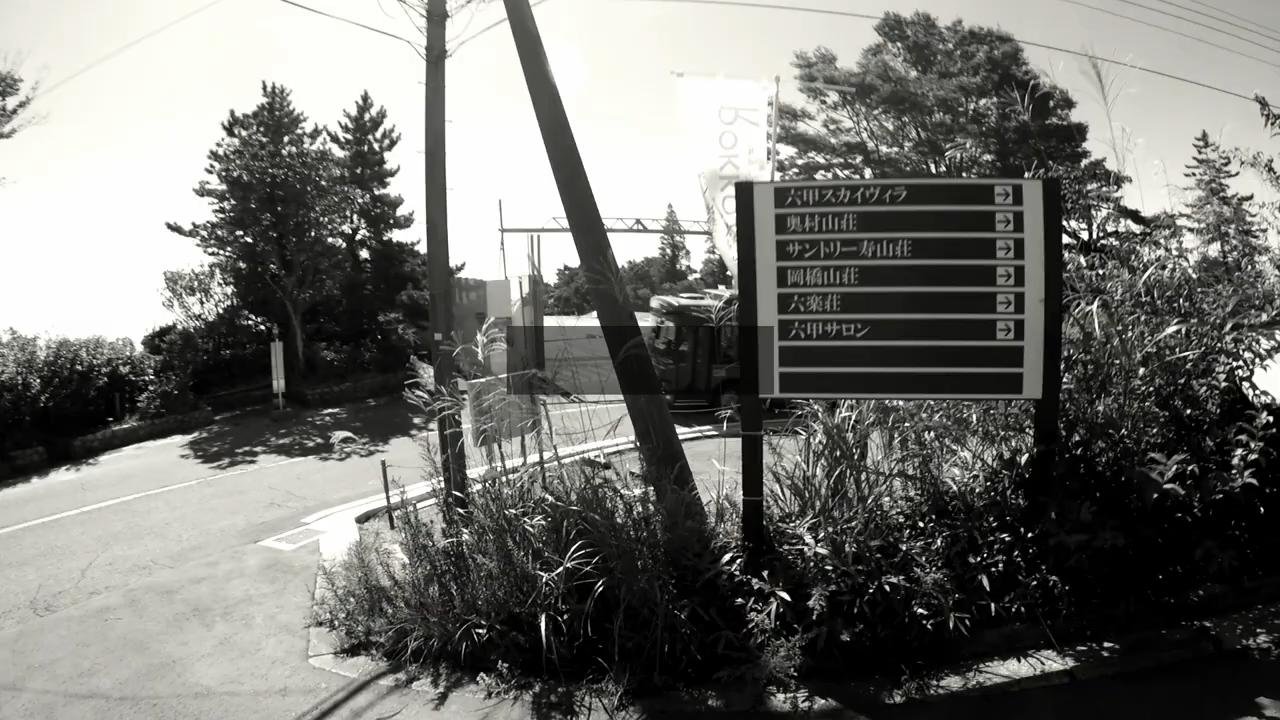 Rokko
六甲スカイヴィラ
奥村山荘
サントリー寿山荘
岡橋山荘
六楽荘
六甲サロン